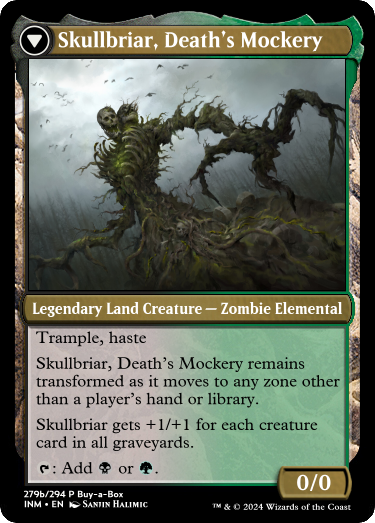 Skullbriar, Death's Mockery
Legendary Land Creature — Zombie Elemental
Trample, haste
Skullbriar, Death's Mockery remains
transformed as it moves to any zone other
than a player's hand or library.
Skullbriar gets +1/+1 for each creature
card in all graveyards.
: Add or .
0/0
279b/294 P Buy-a-Box
INM • EN SANJIN HALIMIC
™ & © 2024 Wizards of the Coast